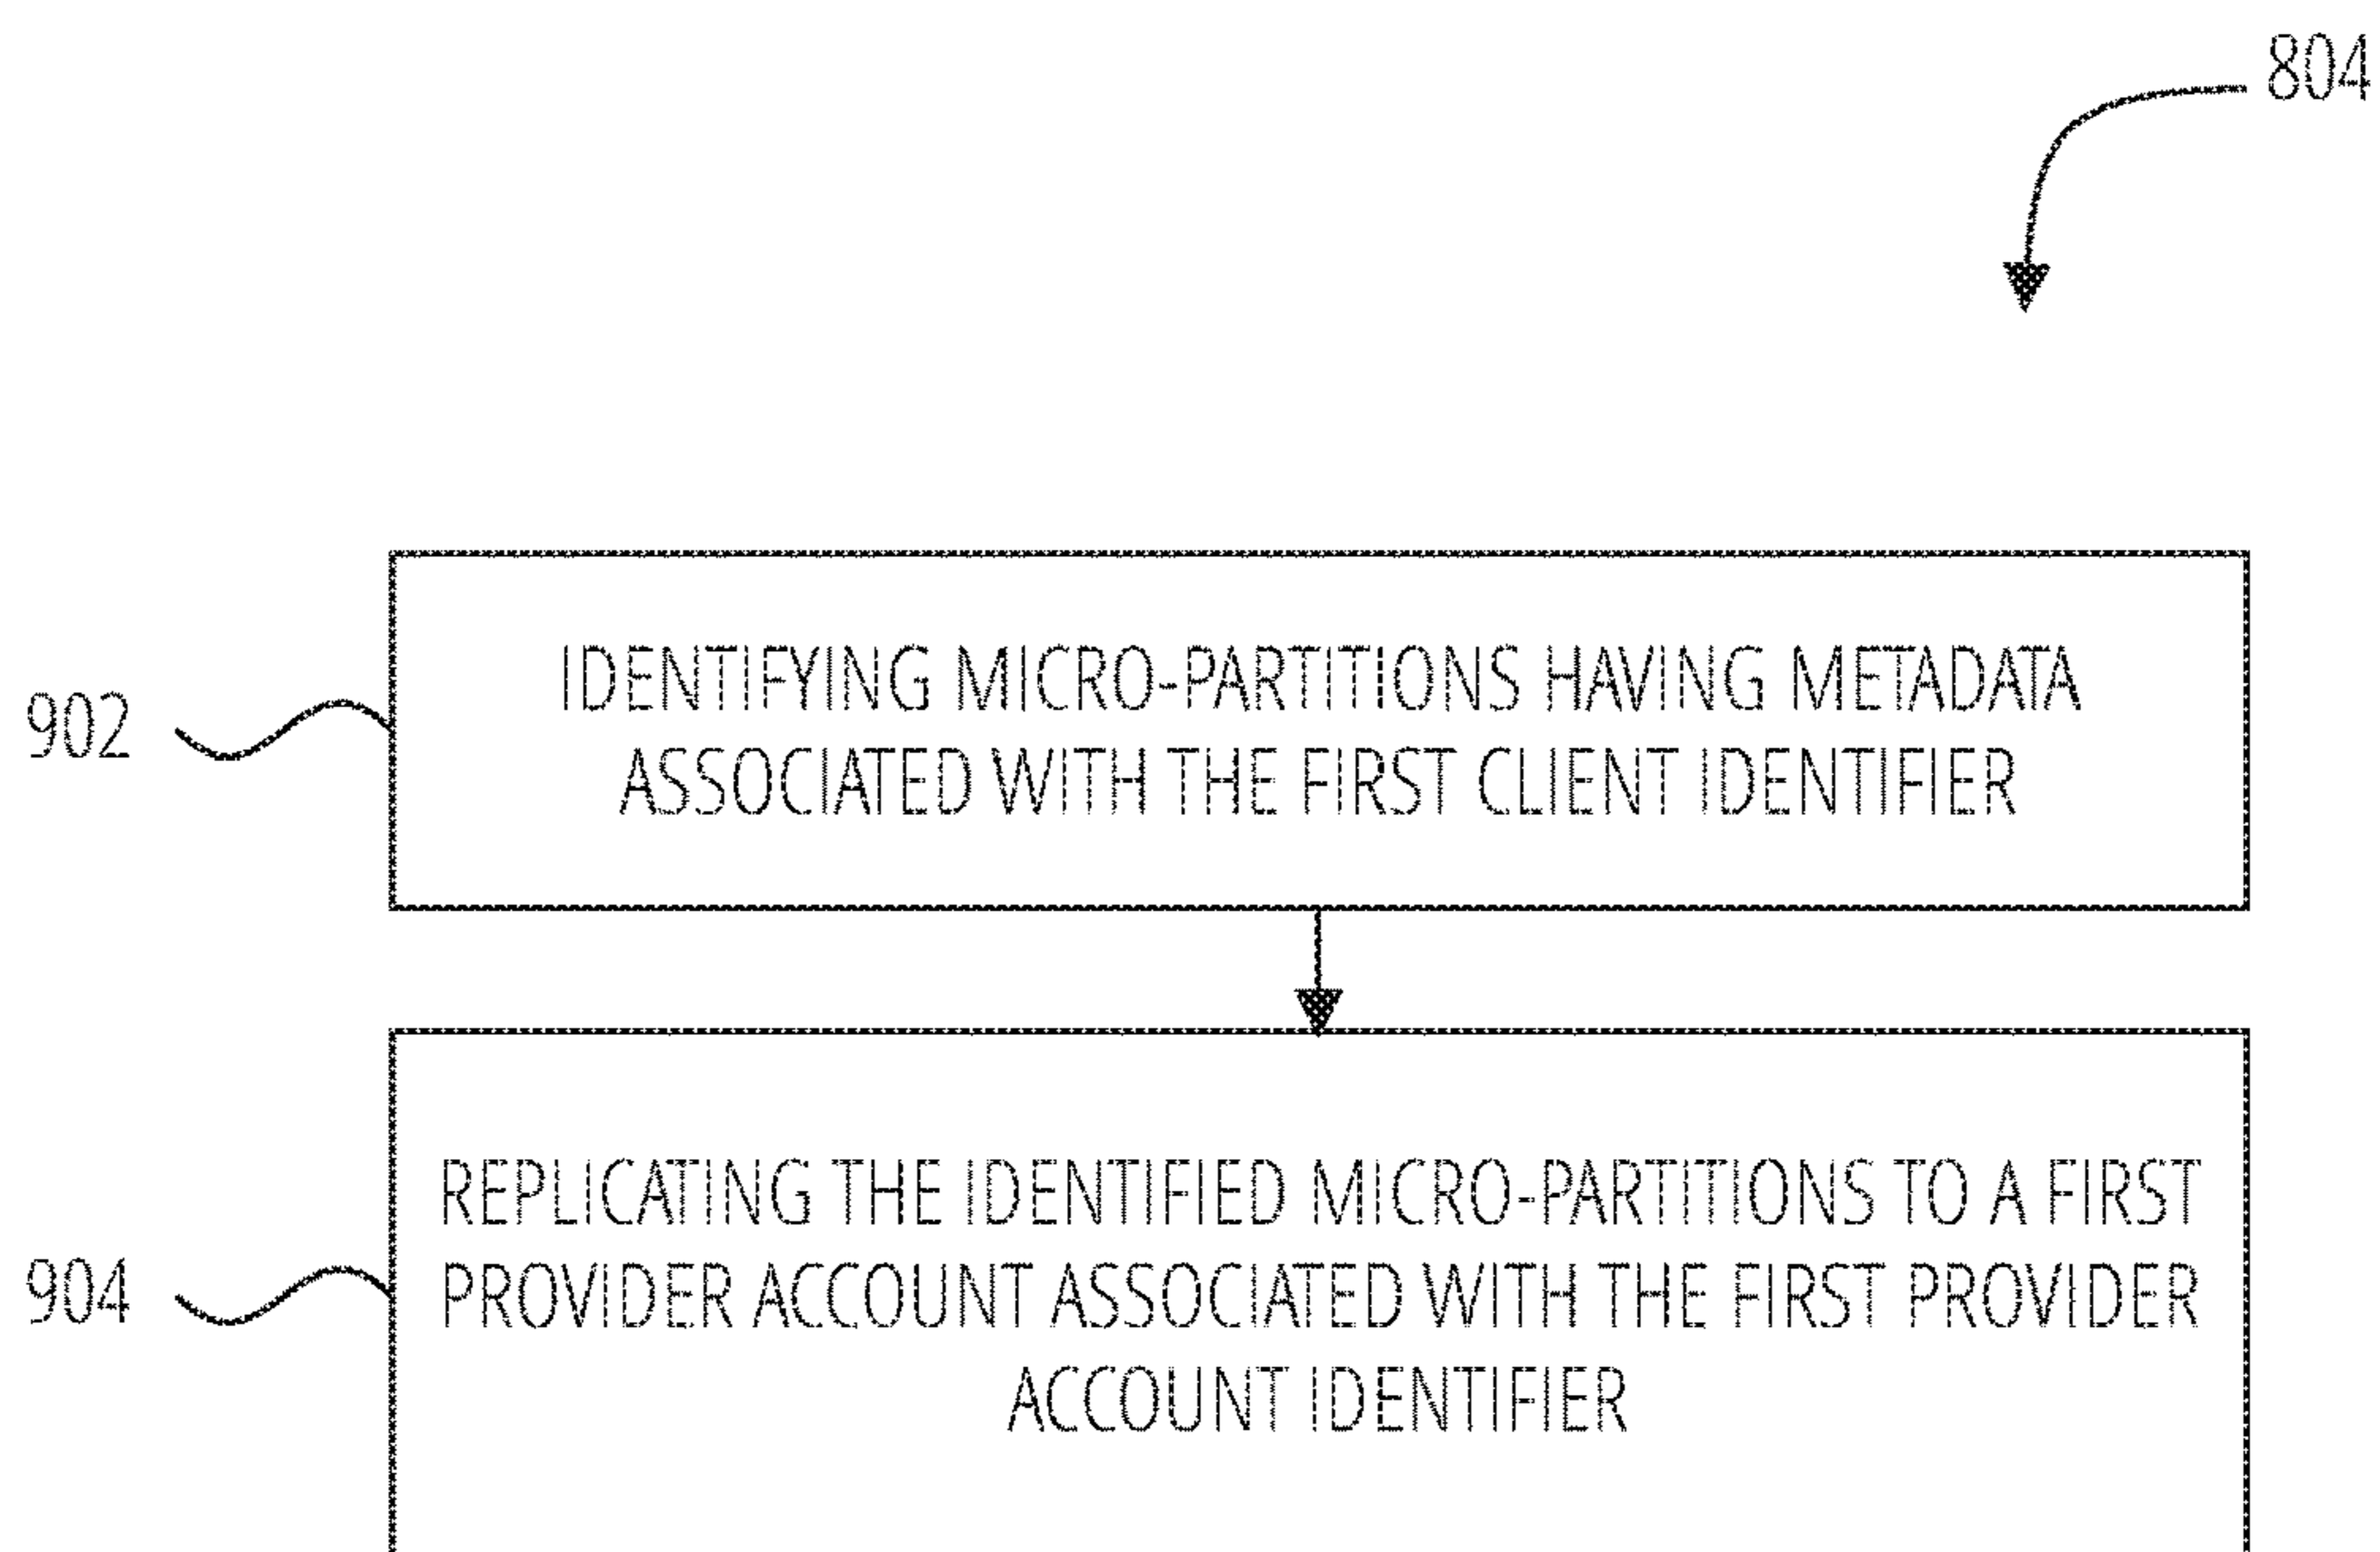 804
902
IDENTIFYING MICRO-PARTITIONS HAVING METADATA
ASSOCIATED WITH THE FIRST CLIENT IDENTIFIER
904
REPLICATING THE IDENTIFIED MICRO-PARTITIONS TO A FIRST
PROVIDER ACCOUNT ASSOCIATED WITH THE FIRST PROVIDER
ACCOUNT IDENTIFIER